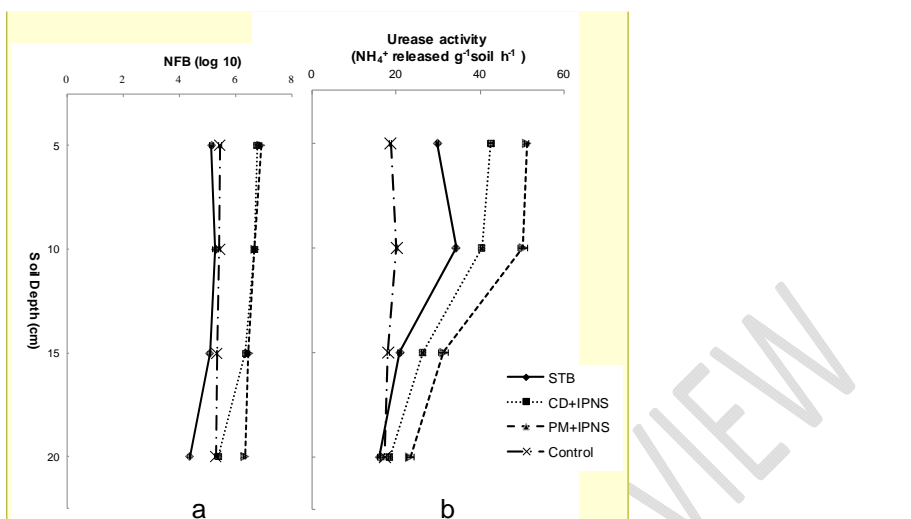 NFB (log 10)
0 2 4 6 8
Urease activity
(NH₄⁺ released g⁻¹soil h⁻¹ )
0 20 40 60
Soil Depth (cm)
5
10
15
20
STB
CD+IPNS
PM+IPNS
Control
a b
VIEW